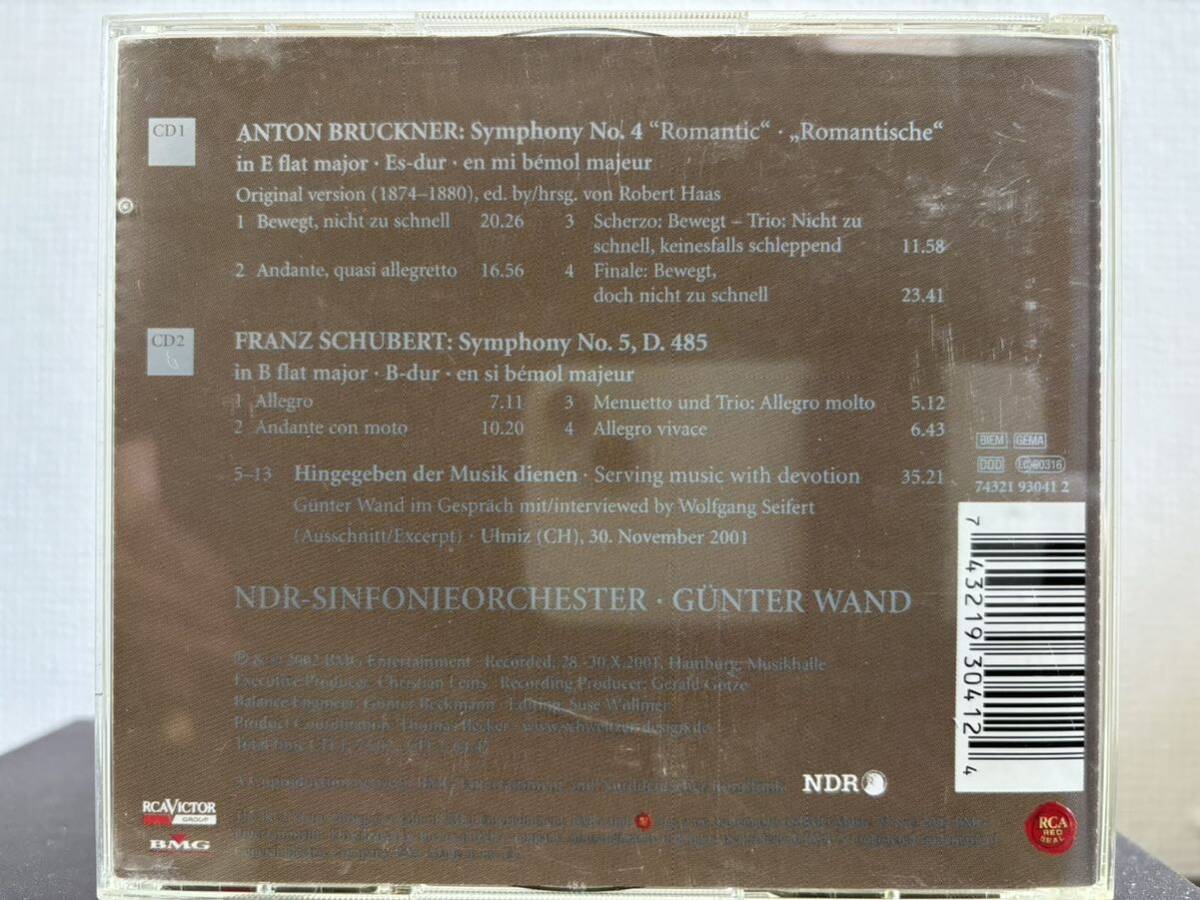 CD1
ANTON BRUCKNER: Symphony No. 4 “Romantic“ · „Romantische“
in E flat major · Es-dur · en mi bémol majeur
Original version (1874–1880), ed. by/hrsg. von Robert Haas
1 Bewegt, nicht zu schnell 20.26
2 Andante, quasi allegretto 16.56
3 Scherzo: Bewegt – Trio: Nicht zu
schnell, keinesfalls schleppend 11.58
4 Finale: Bewegt,
doch nicht zu schnell 23.41
CD2
FRANZ SCHUBERT: Symphony No. 5, D. 485
in B flat major · B-dur · en si bémol majeur
1 Allegro 7.11
2 Andante con moto 10.20
3 Menuetto und Trio: Allegro molto 5.12
4 Allegro vivace 6.43
5–13 Hingegeben der Musik dienen · Serving music with devotion 35.21
Günter Wand im Gespräch mit/interviewed by Wolfgang Seifert
(Ausschnitt/Excerpt) · Ulmiz (CH), 30. November 2001
BIEM GEMA
DDD LC 00316
74321 93041 2
7 43219 30412 4
NDR-SINFONIEORCHESTER · GÜNTER WAND
℗ & © 2002 BMG Entertainment · Recorded: 28.-30.X.2001, Hamburg, Musikhalle
Executive Producer: Christian Leins · Recording Producer: Gerald Götze
Balance Engineer: Günter Beckmann · Editing: Suse Wöllmer
Product Coordination: Thomas Becker · www.schweitzer-design.de
NDR
RCA VICTOR
GROUP
BMG
RCA
RED
SEAL